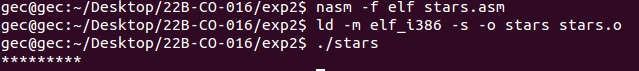 gec@gec:~/Desktop/22B-CO-016/exp2$ nasm -f elf stars.asm
gec@gec:~/Desktop/22B-CO-016/exp2$ ld -m elf_i386 -s -o stars stars.o
gec@gec:~/Desktop/22B-CO-016/exp2$ ./stars
*********